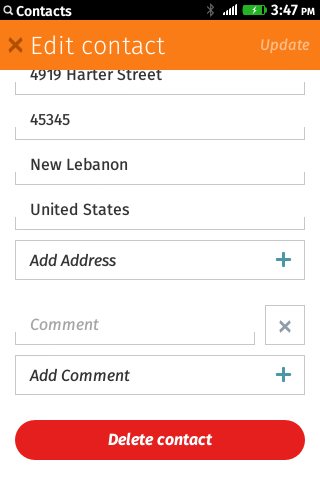 Contacts
3:47 PM
Edit contact
Update
4919 Harter Street
45345
New Lebanon
United States
Add Address
Comment
Add Comment
Delete contact